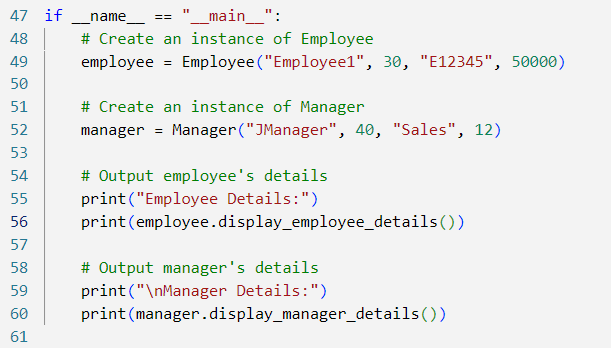 47 if __name__ == "__main__":
48     # Create an instance of Employee
49     employee = Employee("Employee1", 30, "E12345", 50000)
50
51     # Create an instance of Manager
52     manager = Manager("JManager", 40, "Sales", 12)
53
54     # Output employee's details
55     print("Employee Details:")
56     print(employee.display_employee_details())
57
58     # Output manager's details
59     print("\nManager Details:")
60     print(manager.display_manager_details())
61